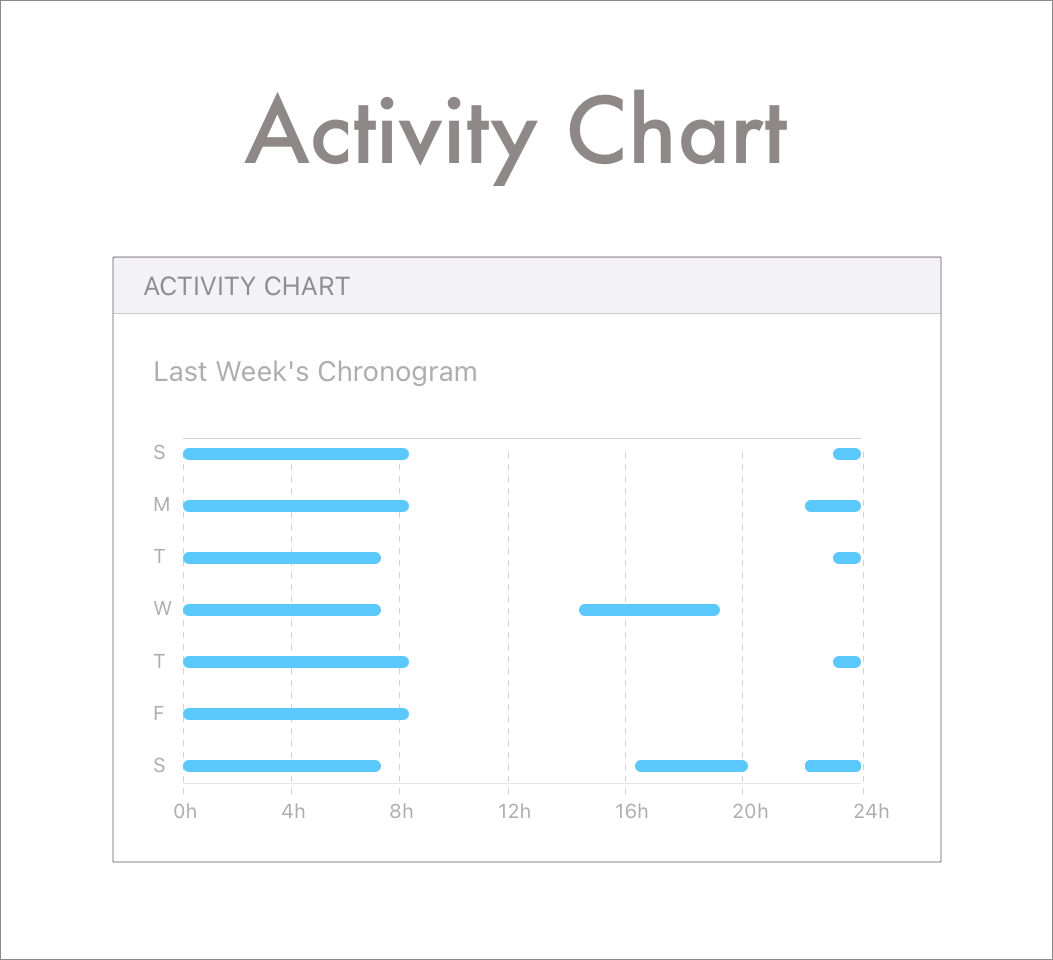 Activity Chart
ACTIVITY CHART
Last Week's Chronogram
S
M
T
W
T
F
S
0h 4h 8h 12h 16h 20h 24h